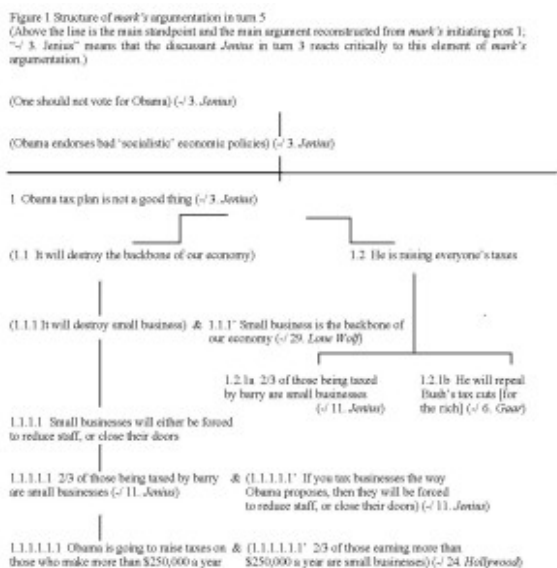 Figure 1 Structure of mark's argumentation in turn 5
(Above the line is the main standpoint and the main argument reconstructed from mark's initiating post 1;
"-/ 3. Jenius" means that the discussant Jenius in turn 3 reacts critically to this element of mark's
argumentation.)
(One should not vote for Obama) (-/ 3. Jenius)
(Obama endorses bad 'socialistic' economic policies) (-/ 3. Jenius)
1 Obama tax plan is not a good thing (-/ 3. Jenius)
(1.1 It will destroy the backbone of our economy)
1.2 He is raising everyone's taxes
(1.1.1 It will destroy small business) & 1.1.1' Small business is the backbone of
our economy (-/ 29. Lone Wolf)
1.2.1a 2/3 of those being taxed
by barry are small businesses
(-/ 11. Jenius)
1.2.1b He will repeal
Bush's tax cuts [for
the rich] (-/ 6. Gaar)
1.1.1.1 Small businesses will either be forced
to reduce staff, or close their doors
1.1.1.1.1 2/3 of those being taxed by barry
are small businesses (-/ 11. Jenius)
& (1.1.1.1.1' If you tax businesses the way
Obama proposes, then they will be forced
to reduce staff, or close their doors) (-/ 11. Jenius)
1.1.1.1.1.1 Obama is going to raise taxes on
those who make more than $250,000 a year
& (1.1.1.1.1.1' 2/3 of those earning more than
$250,000 a year are small businesses) (-/ 24. Hollywood)